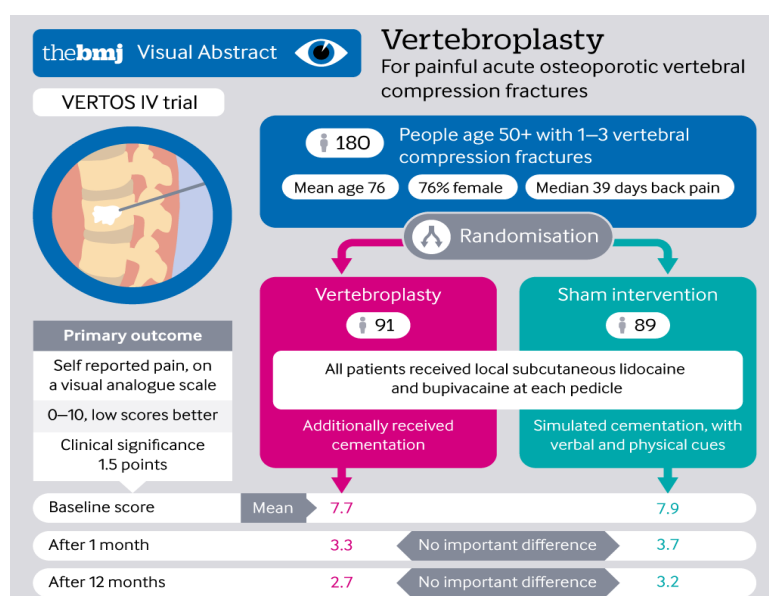 thebmj Visual Abstract
Vertebroplasty
For painful acute osteoporotic vertebral
compression fractures
VERTOS IV trial
180
People age 50+ with 1–3 vertebral
compression fractures
Mean age 76
76% female
Median 39 days back pain
Randomisation
Vertebroplasty
91
Sham intervention
89
All patients received local subcutaneous lidocaine
and bupivacaine at each pedicle
Additionally received
cementation
Simulated cementation, with
verbal and physical cues
Primary outcome
Self reported pain, on
a visual analogue scale
0–10, low scores better
Clinical significance
1.5 points
Baseline score Mean 7.7 7.9
After 1 month 3.3 No important difference 3.7
After 12 months 2.7 No important difference 3.2